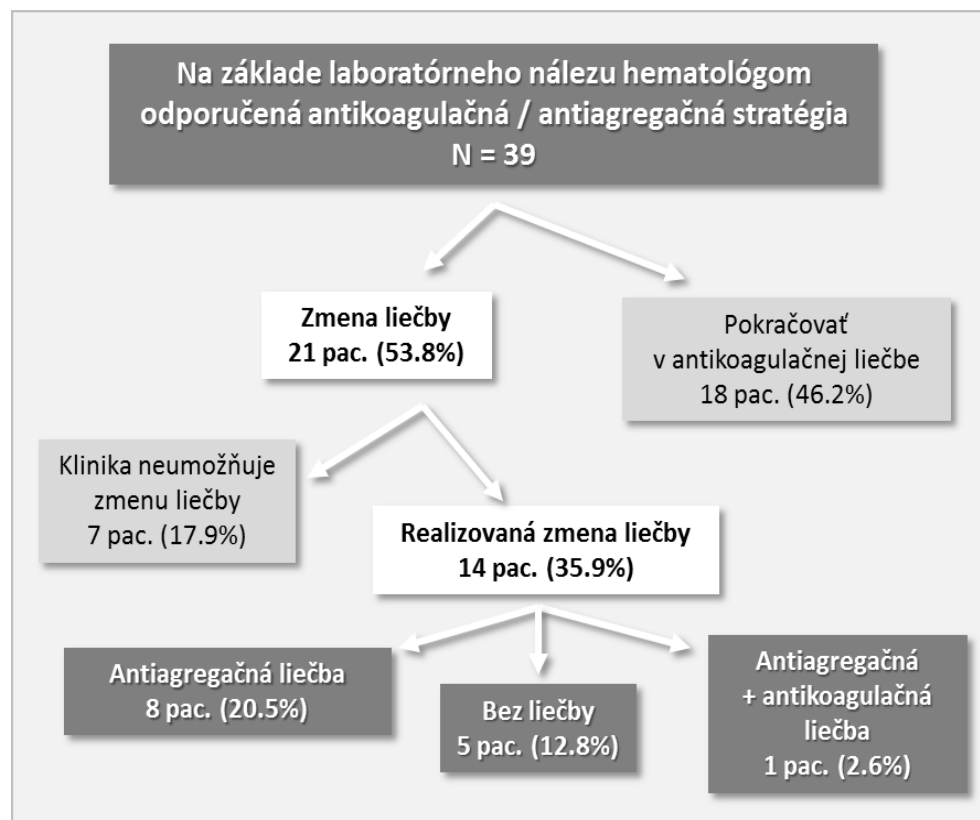 Na základe laboratórneho nálezu hematológom
odporučená antikoagulačná / antiagregačná stratégia
N = 39
Zmena liečby
21 pac. (53.8%)
Pokračovať
v antikoagulačnej liečbe
18 pac. (46.2%)
Klinika neumožňuje
zmenu liečby
7 pac. (17.9%)
Realizovaná zmena liečby
14 pac. (35.9%)
Antiagregačná liečba
8 pac. (20.5%)
Bez liečby
5 pac. (12.8%)
Antiagregačná
+ antikoagulačná
liečba
1 pac. (2.6%)